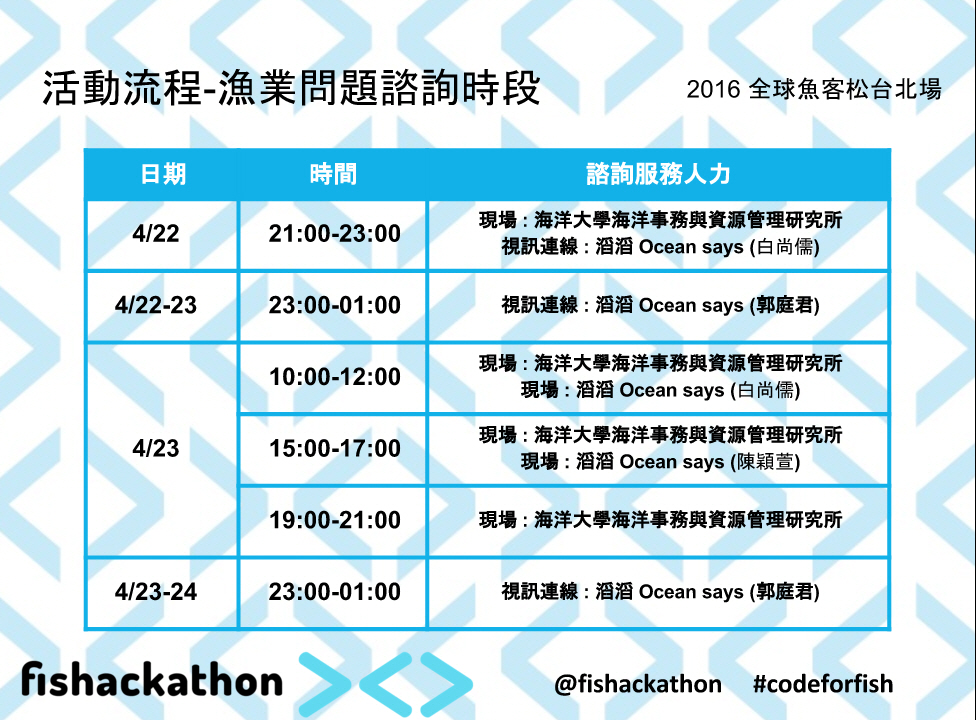 活動流程-漁業問題諮詢時段
2016 全球魚客松台北場
日期 時間 諮詢服務人力
4/22 21:00-23:00 現場 : 海洋大學海洋事務與資源管理研究所
視訊連線 : 滔滔 Ocean says (白尚儒)
4/22-23 23:00-01:00 視訊連線 : 滔滔 Ocean says (郭庭君)
4/23 10:00-12:00 現場 : 海洋大學海洋事務與資源管理研究所
現場 : 滔滔 Ocean says (白尚儒)
15:00-17:00 現場 : 海洋大學海洋事務與資源管理研究所
現場 : 滔滔 Ocean says (陳穎萱)
19:00-21:00 現場 : 海洋大學海洋事務與資源管理研究所
4/23-24 23:00-01:00 視訊連線 : 滔滔 Ocean says (郭庭君)
fishackathon
@fishackathon #codeforfish